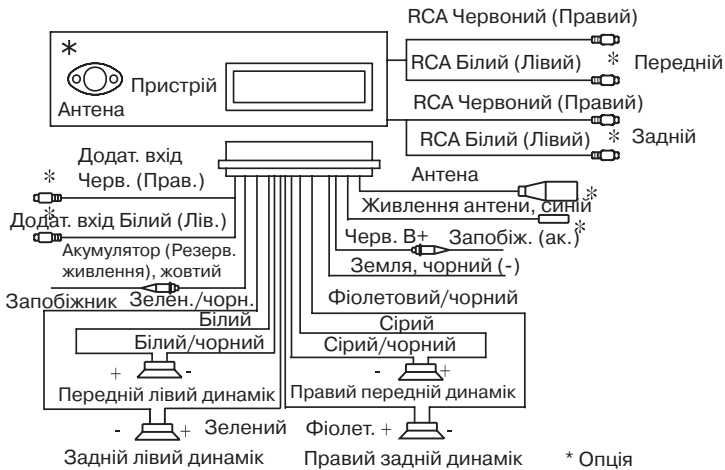 RCA Червоний (Правий)
*
RCA Білий (Лівий) * Передній
Пристрій
Антена
RCA Червоний (Правий)
RCA Білий (Лівий) * Задній
Додат. вхід
* Черв. (Прав.)
Антена
*
Живлення антени, синій
*
Додат. вхід Білий (Лів.)
*
Черв. B+ Запобіж. (ак.)
Акумулятор (Резерв.
живлення), жовтий
Земля, чорний (-)
Запобіжник Зелен./чорн.
Фіолетовий/чорний
Білий
Сірий
Білий/чорний
Сірий/чорний
+ -
- +
Передній лівий динамік
Правий передній динамік
- + Зелений
Фіолет. + -
Задній лівий динамік
Правий задній динамік
* Опція